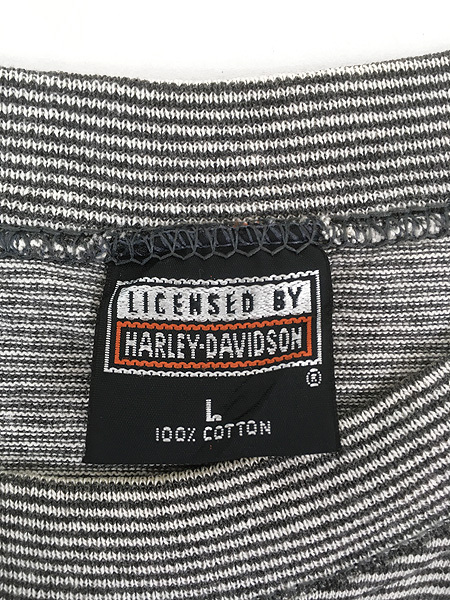 LICENSED BY
HARLEY-DAVIDSON
®
L
100% COTTON